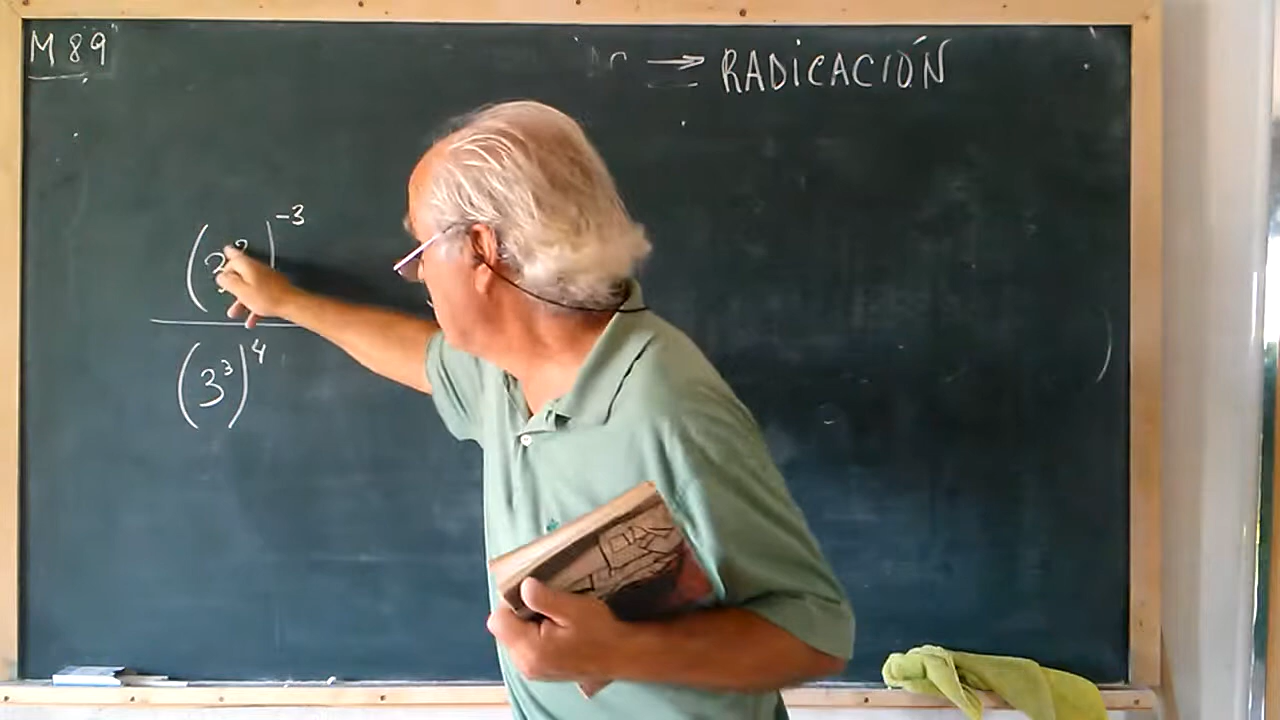 M 89
→ RADICACIÓN
-3
(3³)⁴